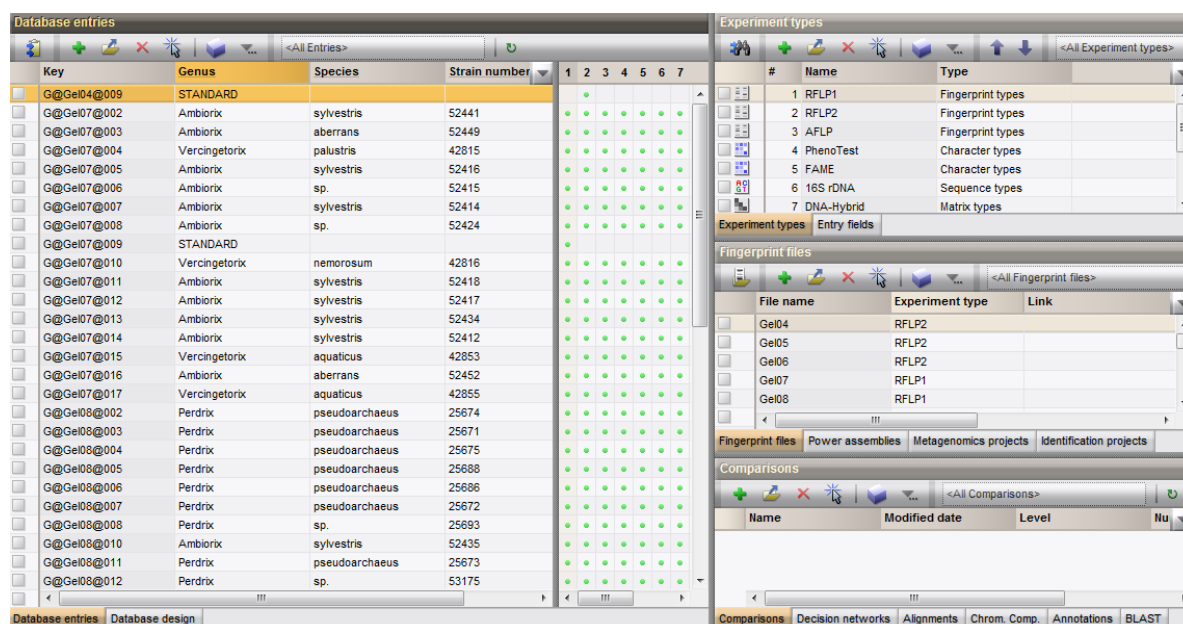 Database entries
<All Entries>
Key Genus Species Strain number 1 2 3 4 5 6 7
G@Gel04@009 STANDARD
G@Gel07@002 Ambiorix sylvestris 52441
G@Gel07@003 Ambiorix aberrans 52449
G@Gel07@004 Vercingetorix palustris 42815
G@Gel07@005 Ambiorix sylvestris 52416
G@Gel07@006 Ambiorix sp. 52415
G@Gel07@007 Ambiorix sylvestris 52414
G@Gel07@008 Ambiorix sp. 52424
G@Gel07@009 STANDARD
G@Gel07@010 Vercingetorix nemorosum 42816
G@Gel07@011 Ambiorix sylvestris 52418
G@Gel07@012 Ambiorix sylvestris 52417
G@Gel07@013 Ambiorix sylvestris 52434
G@Gel07@014 Ambiorix sylvestris 52412
G@Gel07@015 Vercingetorix aquaticus 42853
G@Gel07@016 Ambiorix aberrans 52452
G@Gel07@017 Vercingetorix aquaticus 42855
G@Gel08@002 Perdrix pseudoarchaeus 25674
G@Gel08@003 Perdrix pseudoarchaeus 25671
G@Gel08@004 Perdrix pseudoarchaeus 25675
G@Gel08@005 Perdrix pseudoarchaeus 25688
G@Gel08@006 Perdrix pseudoarchaeus 25686
G@Gel08@007 Perdrix pseudoarchaeus 25672
G@Gel08@008 Perdrix sp. 25693
G@Gel08@010 Ambiorix sylvestris 52435
G@Gel08@011 Perdrix pseudoarchaeus 25673
G@Gel08@012 Perdrix sp. 53175
Database entries Database design
Experiment types
<All Experiment types>
# Name Type
1 RFLP1 Fingerprint types
2 RFLP2 Fingerprint types
3 AFLP Fingerprint types
4 PhenoTest Character types
5 FAME Character types
6 16S rDNA Sequence types
7 DNA-Hybrid Matrix types
Experiment types Entry fields
Fingerprint files
<All Fingerprint files>
File name Experiment type Link
Gel04 RFLP2
Gel05 RFLP2
Gel06 RFLP2
Gel07 RFLP1
Gel08 RFLP1
Fingerprint files Power assemblies Metagenomics projects Identification projects
Comparisons
<All Comparisons>
Name Modified date Level Nu
Comparisons Decision networks Alignments Chrom. Comp. Annotations BLAST